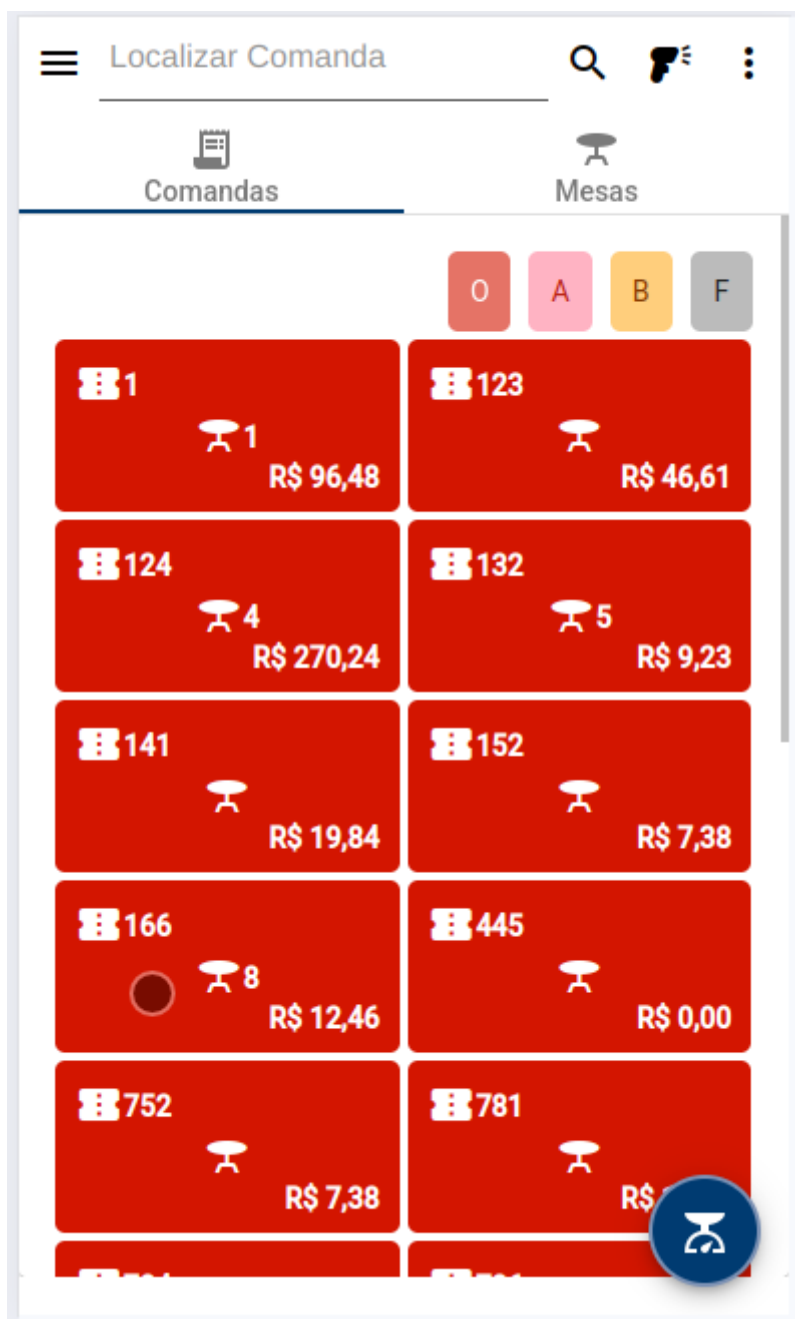 Localizar Comanda
Comandas
Mesas
O A B F
1
1
R$ 96,48
123
R$ 46,61
124
4
R$ 270,24
132
5
R$ 9,23
141
R$ 19,84
152
R$ 7,38
166
8
R$ 12,46
445
R$ 0,00
752
R$ 7,38
781
R$